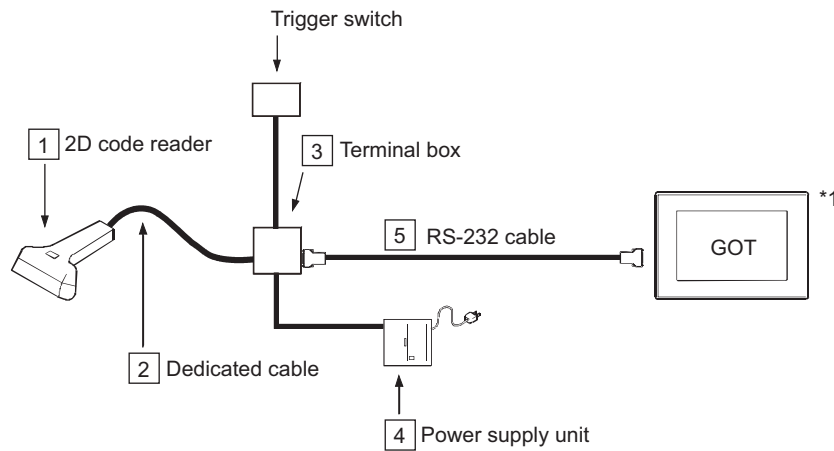 Trigger switch
1 2D code reader
3 Terminal box
*1
5 RS-232 cable
GOT
2 Dedicated cable
4 Power supply unit